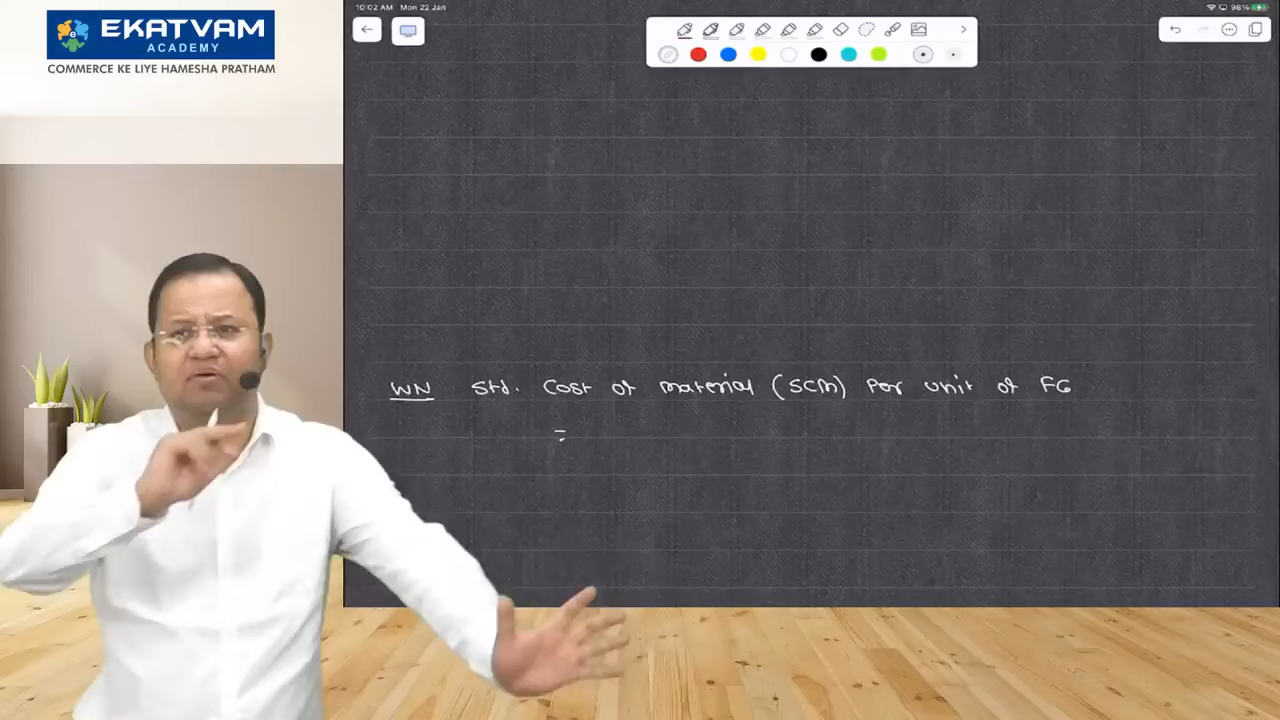 EKATVAM
ACADEMY
COMMERCE KE LIYE HAMESHA PRATHAM
10:02 AM Mon 22 Jan
98%
WN Std. Cost of material (SCM) Per unit of FG
=